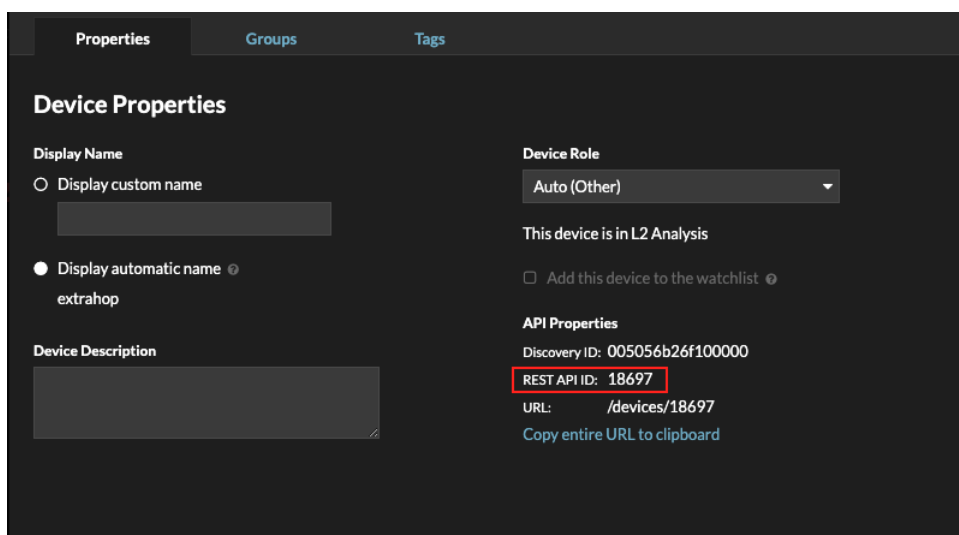 Properties
Groups
Tags
Device Properties
Display Name
Display custom name
Display automatic name
extrahop
Device Description
Device Role
Auto (Other)
This device is in L2 Analysis
Add this device to the watchlist
API Properties
Discovery ID: 005056b26f100000
REST API ID: 18697
URL: /devices/18697
Copy entire URL to clipboard